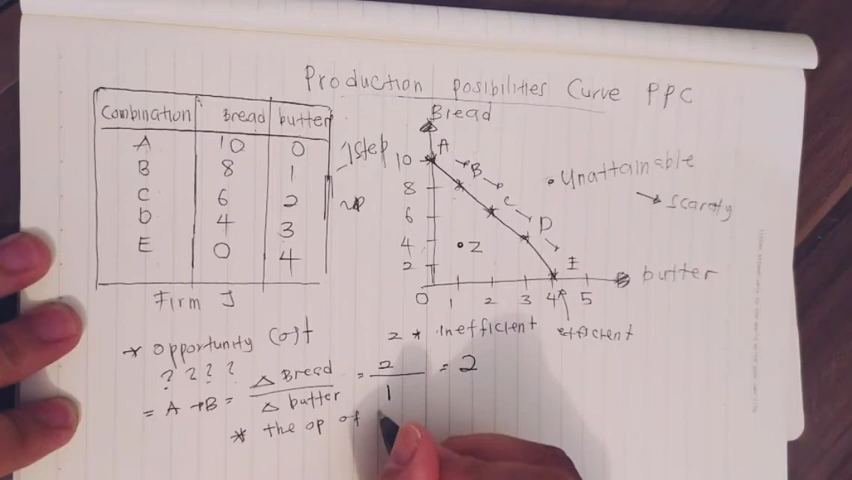 Production posibilities Curve PPC
Combination Bread butter
A 10 0
B 8 1
C 6 2
D 4 3
E 0 4
Firm J
1step
Bread
10
8
6
4
2
0 1 2 3 4 5
butter
A
B
C
D
E
Z
Unattainable
→ scarcity
z * inefficient
efficient
* opportunity Cost
? ? ? ?
= A → B = Δ Bread / Δ butter = 2 / 1 = 2
* the op of